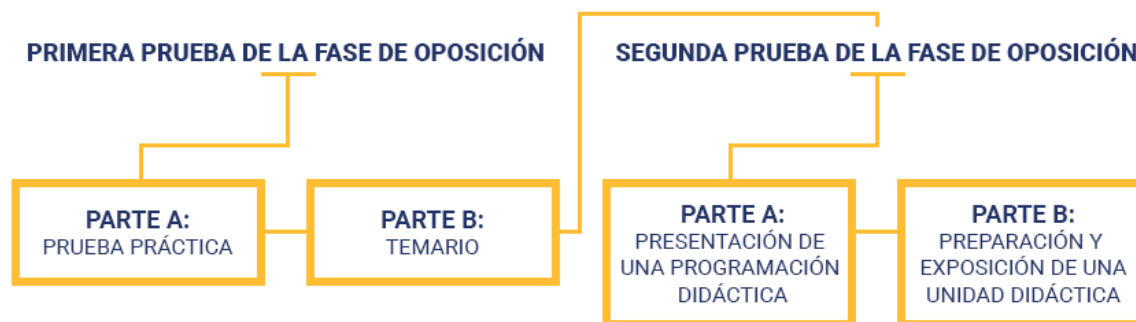 PRIMERA PRUEBA DE LA FASE DE OPOSICIÓN
PARTE A:
PRUEBA PRÁCTICA
PARTE B:
TEMARIO
SEGUNDA PRUEBA DE LA FASE DE OPOSICIÓN
PARTE A:
PRESENTACIÓN DE
UNA PROGRAMACIÓN
DIDÁCTICA
PARTE B:
PREPARACIÓN Y
EXPOSICIÓN DE UNA
UNIDAD DIDÁCTICA